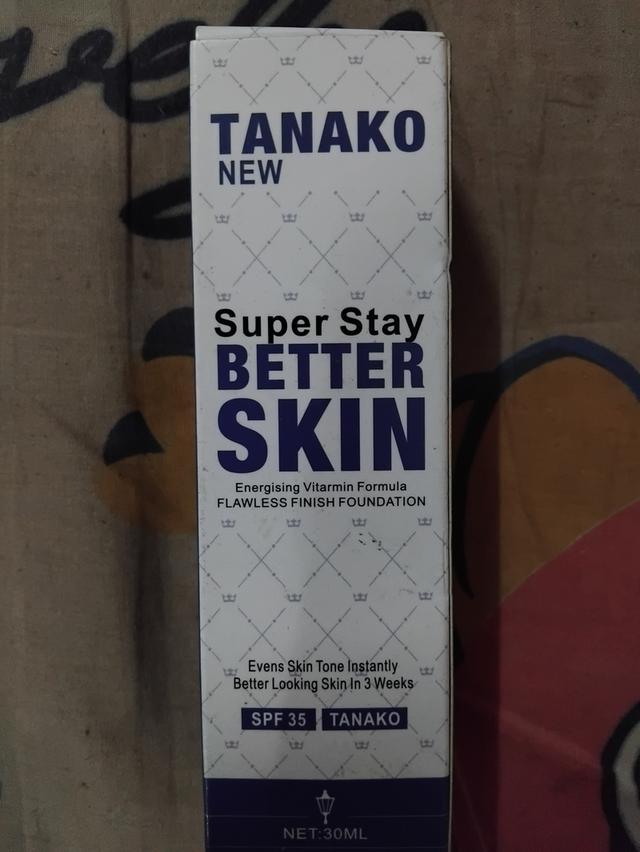 TANAKO
NEW
Super Stay
BETTER
SKIN
Energising Vitarmin Formula
FLAWLESS FINISH FOUNDATION
Evens Skin Tone Instantly
Better Looking Skin In 3 Weeks
SPF 35 TANAKO
NET:30ML